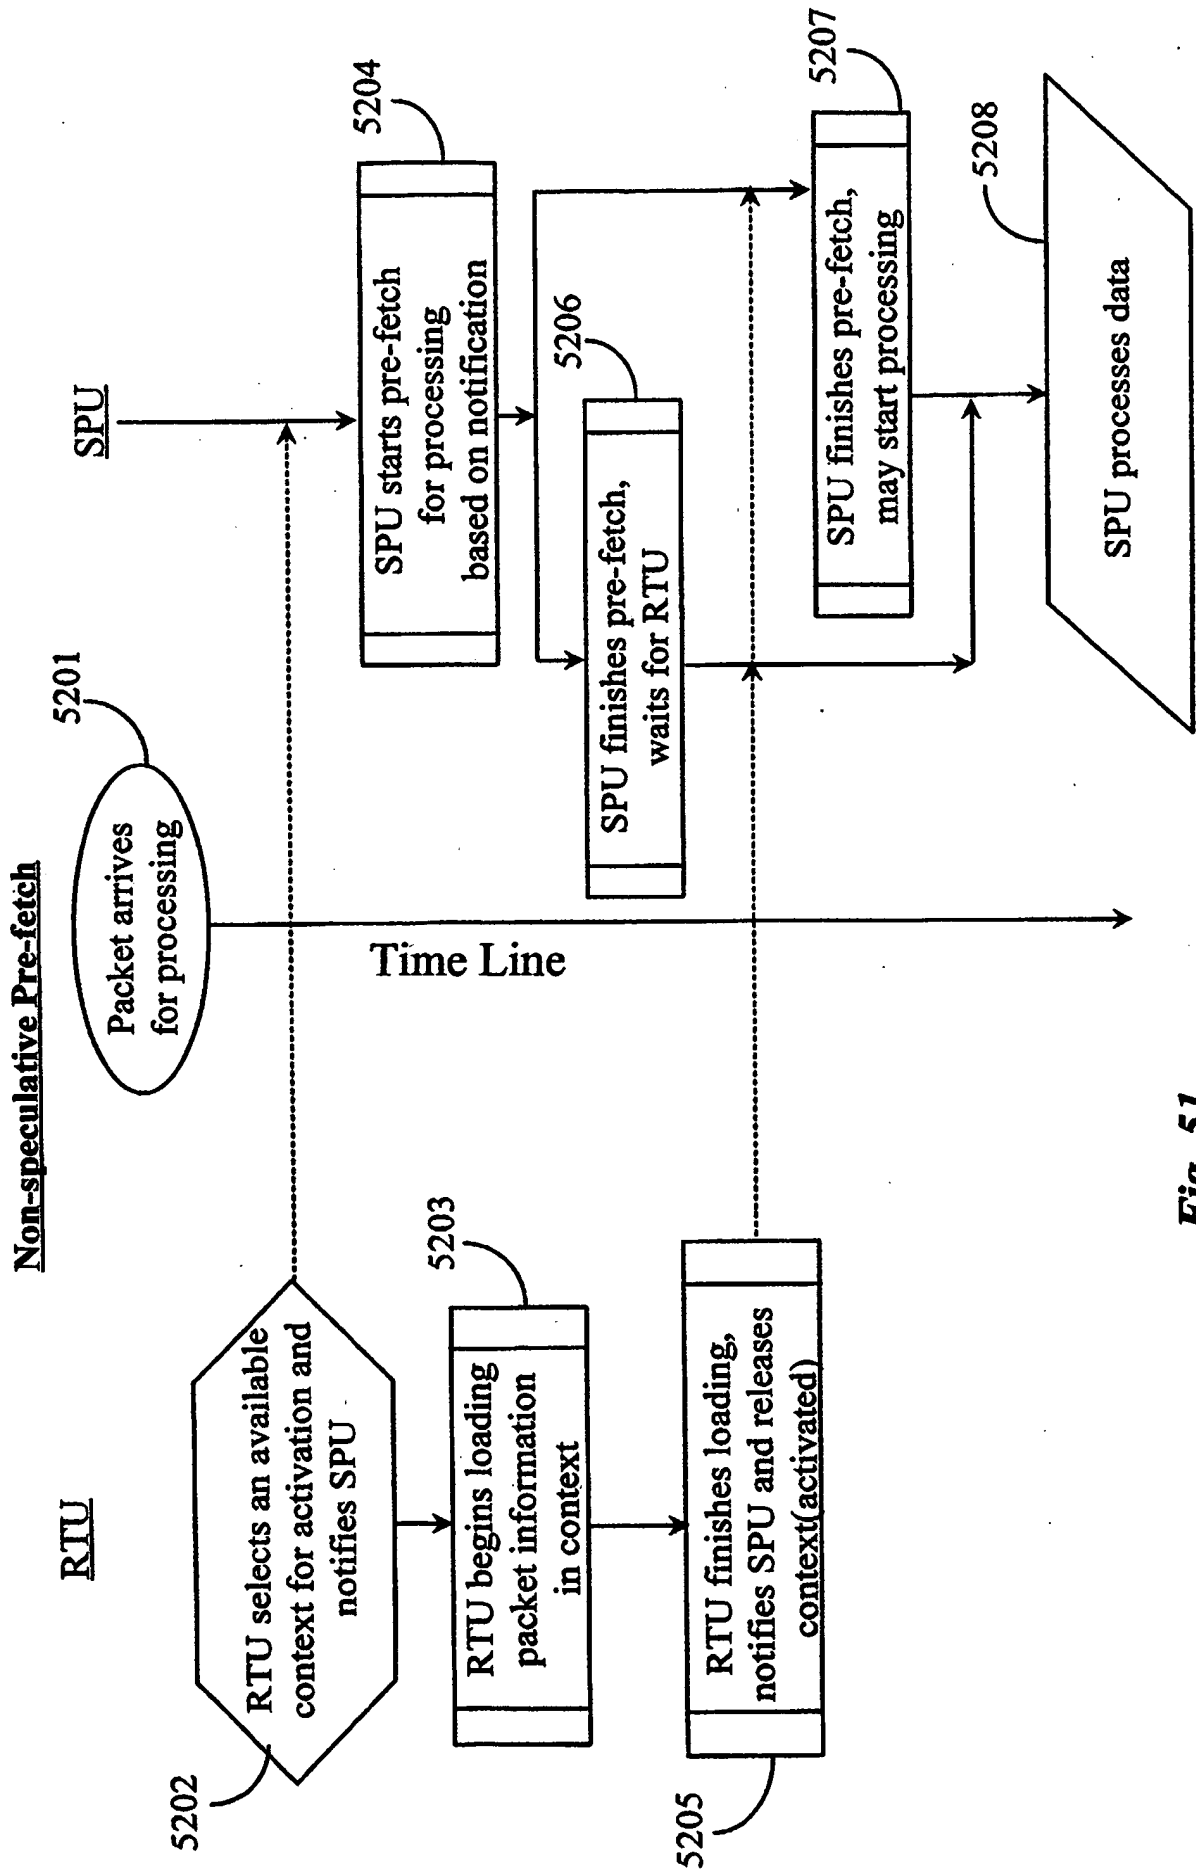 Non-speculative Pre-fetch
RTU
SPU
5201
Packet arrives
for processing
5202
RTU selects an available
context for activation and
notifies SPU
5203
RTU begins loading
packet information
in context
5204
SPU starts pre-fetch
for processing
based on notification
Time Line
5205
RTU finishes loading,
notifies SPU and releases
context(activated)
5206
SPU finishes pre-fetch,
waits for RTU
5207
SPU finishes pre-fetch,
may start processing
5208
SPU processes data
Fig. 51